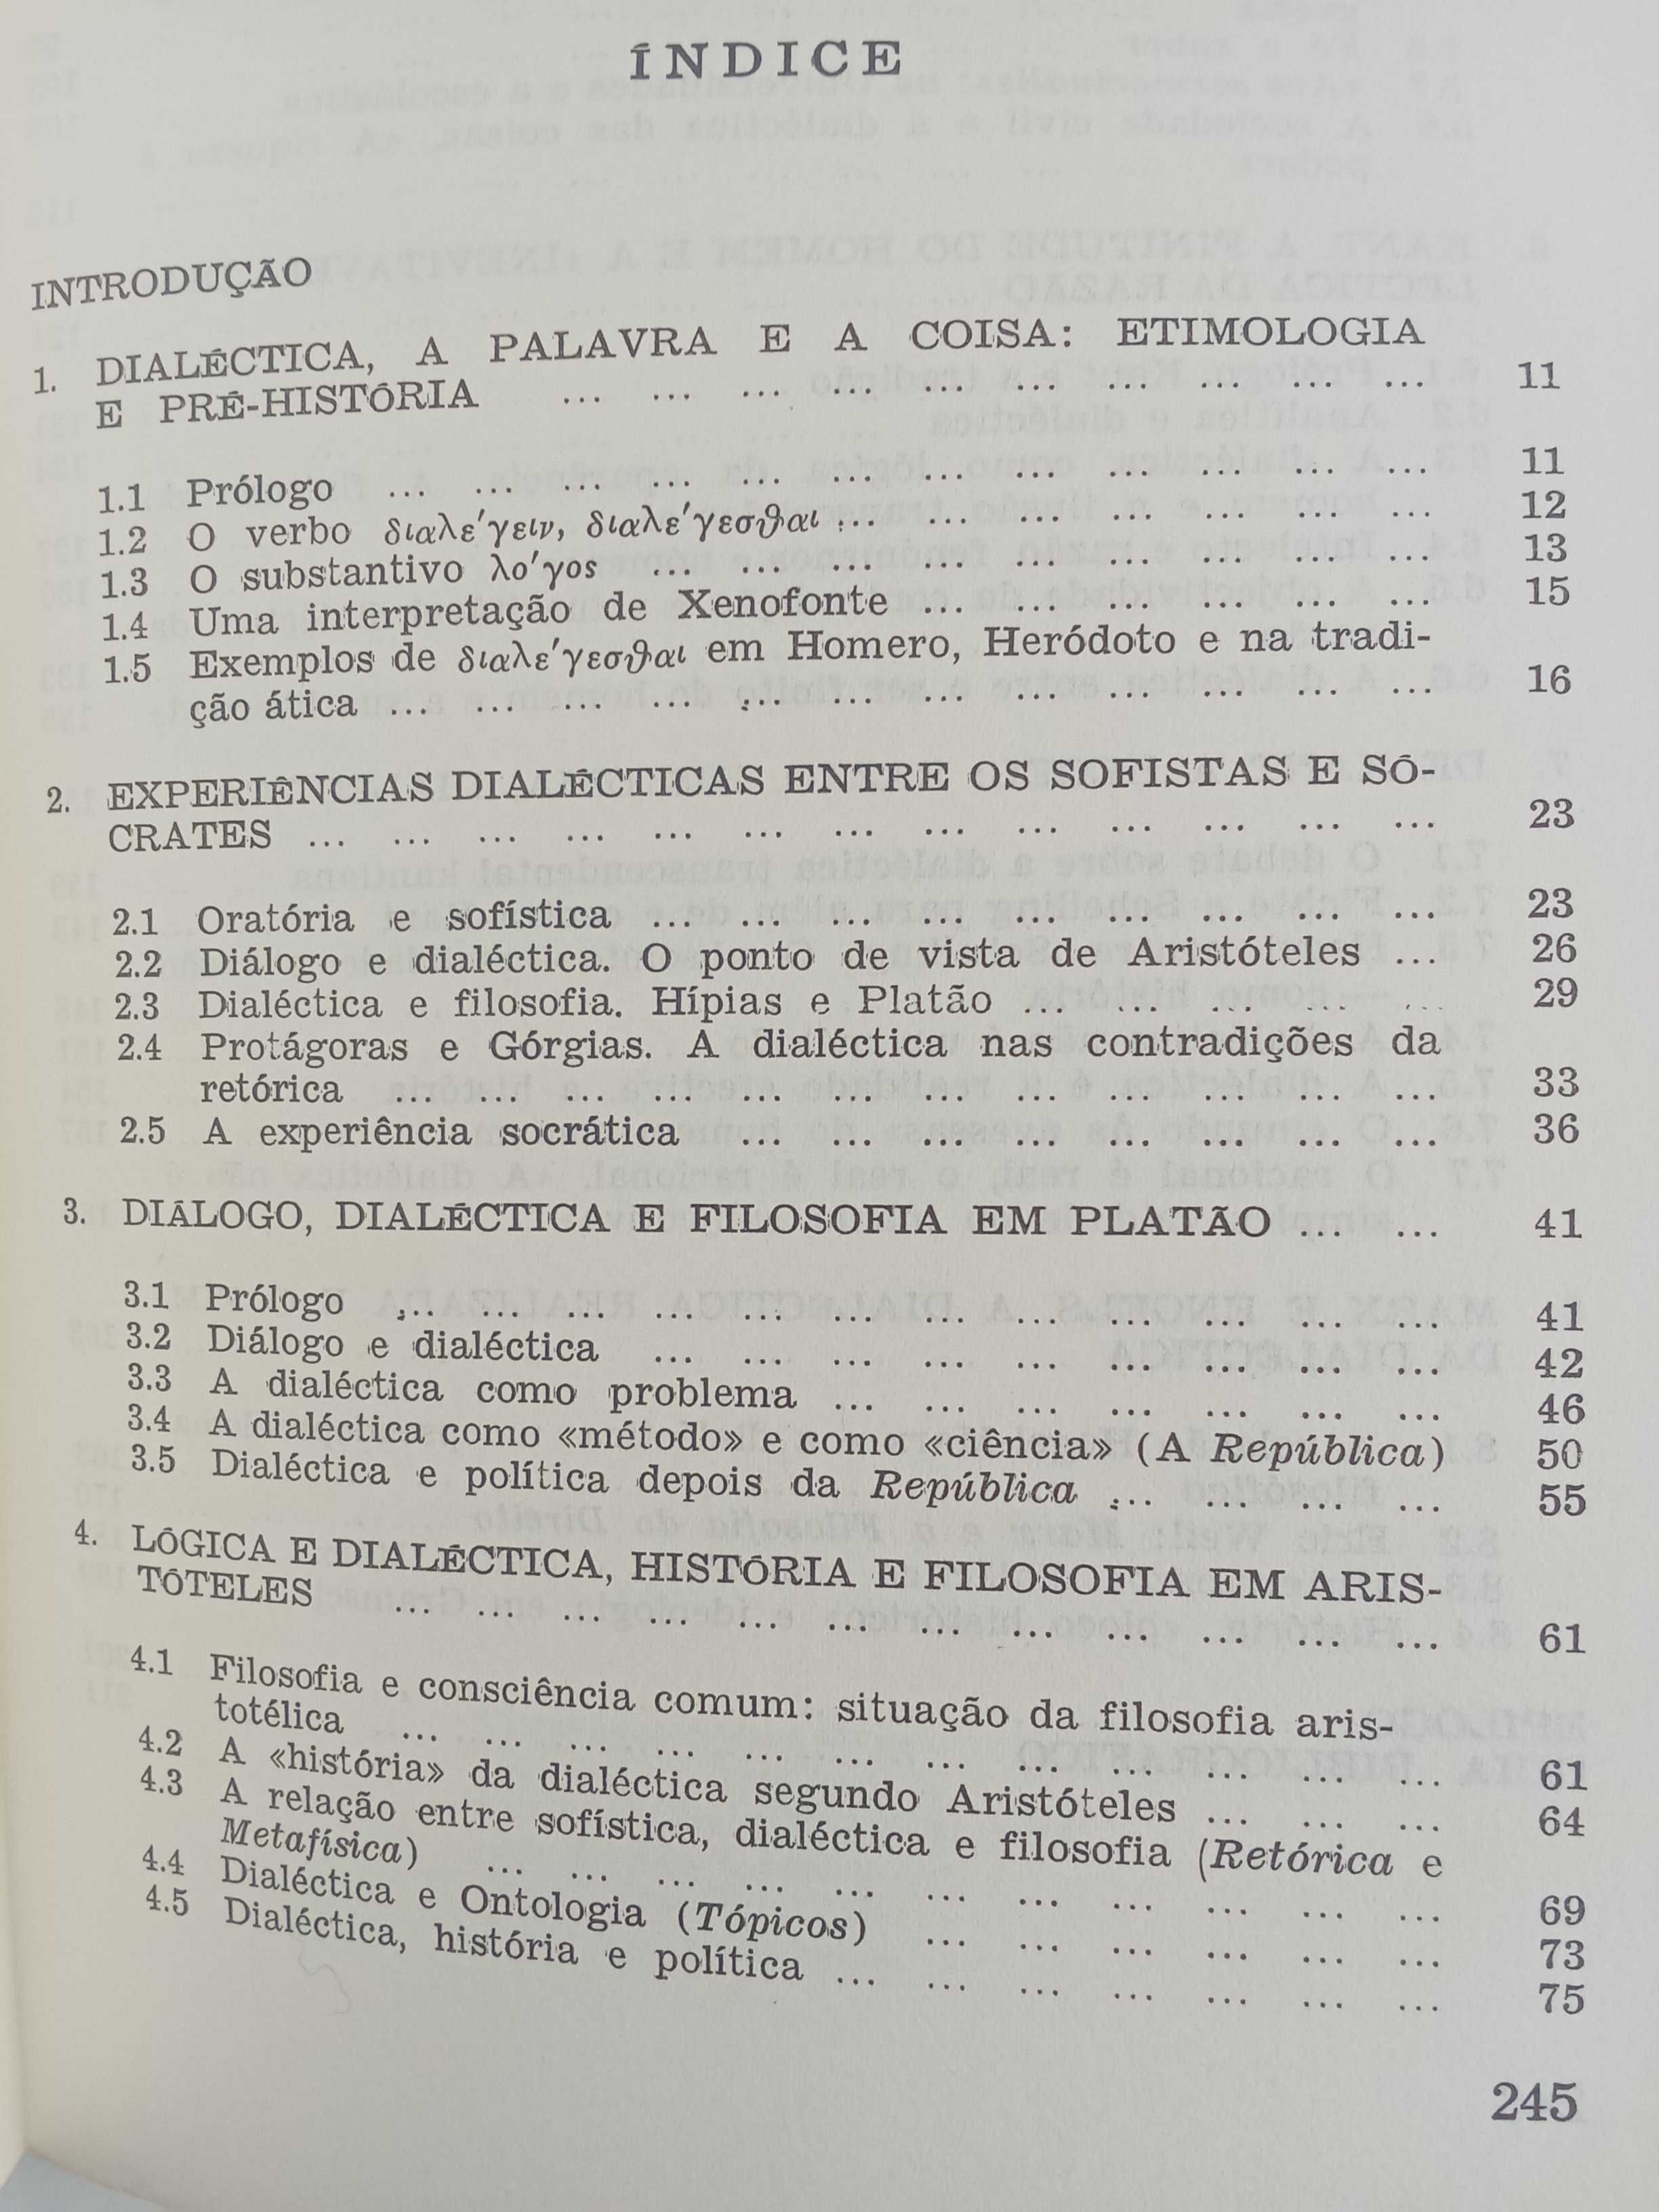 ÍNDICE
INTRODUÇÃO
1. DIALÉCTICA, A PALAVRA E A COISA: ETIMOLOGIA
E PRÉ-HISTÓRIA ... ... ... ... ... ... ... ... ... ... 11
1.1 Prólogo ... ... ... ... ... ... ... ... ... ... ... ... 11
1.2 O verbo διαλε´γειν, διαλε´γεσϑαι ... ... ... ... ... ... ... 12
1.3 O substantivo λο´γος ... ... ... ... ... ... ... ... ... 13
1.4 Uma interpretação de Xenofonte ... ... ... ... ... ... 15
1.5 Exemplos de διαλε´γεσϑαι em Homero, Heródoto e na tradi-
ção ática ... ... ... ... ... ... ... ... ... ... ... ... 16
2. EXPERIÊNCIAS DIALÉCTICAS ENTRE OS SOFISTAS E SÓ-
CRATES ... ... ... ... ... ... ... ... ... ... ... ... ... 23
2.1 Oratória e sofística ... ... ... ... ... ... ... ... ... 23
2.2 Diálogo e dialéctica. O ponto de vista de Aristóteles ... 26
2.3 Dialéctica e filosofia. Hípias e Platão ... ... ... ... ... 29
2.4 Protágoras e Górgias. A dialéctica nas contradições da
retórica ... ... ... ... ... ... ... ... ... ... ... ... 33
2.5 A experiência socrática ... ... ... ... ... ... ... ... 36
3. DIÁLOGO, DIALÉCTICA E FILOSOFIA EM PLATÃO ... ... 41
3.1 Prólogo ... ... ... ... ... ... ... ... ... ... ... ... 41
3.2 Diálogo e dialéctica ... ... ... ... ... ... ... ... ... 42
3.3 A dialéctica como problema ... ... ... ... ... ... ... 46
3.4 A dialéctica como «método» e como «ciência» (A República) 50
3.5 Dialéctica e política depois da República ... ... ... ... 55
4. LÓGICA E DIALÉCTICA, HISTÓRIA E FILOSOFIA EM ARIS-
TÓTELES ... ... ... ... ... ... ... ... ... ... ... ... 61
4.1 Filosofia e consciência comum: situação da filosofia aris-
totélica ... ... ... ... ... ... ... ... ... ... ... ... 61
4.2 A «história» da dialéctica segundo Aristóteles ... ... ... 64
4.3 A relação entre sofística, dialéctica e filosofia (Retórica e
Metafísica) ... ... ... ... ... ... ... ... ... ... ... 69
4.4 Dialéctica e Ontologia (Tópicos) ... ... ... ... ... ... 73
4.5 Dialéctica, história e política ... ... ... ... ... ... ... 75
245